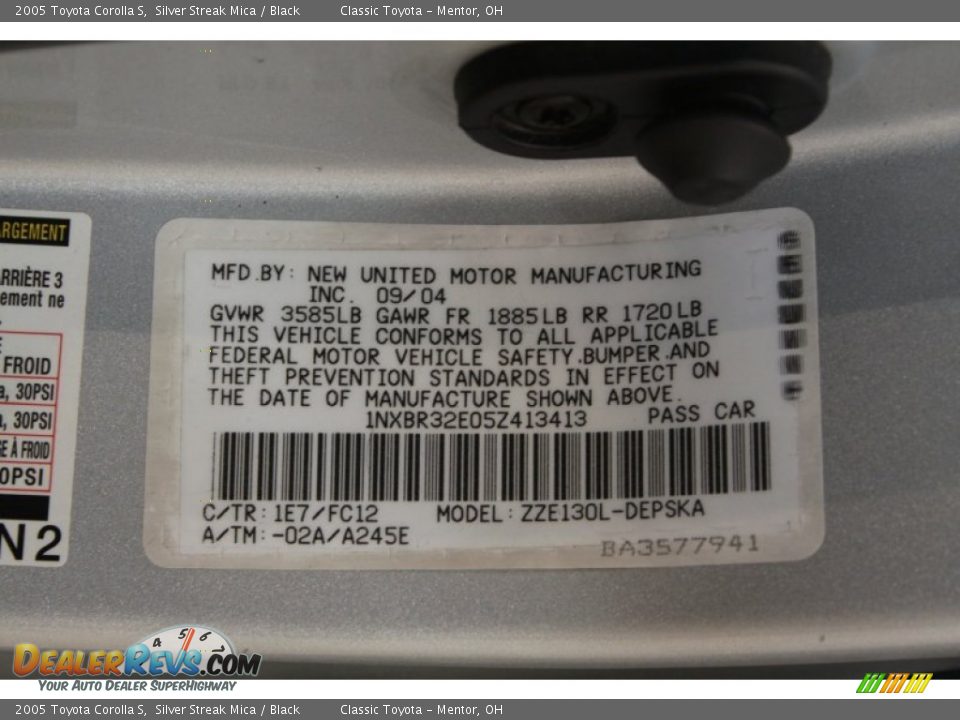 2005 Toyota Corolla S, Silver Streak Mica / Black Classic Toyota - Mentor, OH
ARGEMENT
ARRIÈRE 3
ement ne
FROID
a, 30PSI
a, 30PSI
GE À FROID
0PSI
N2
MFD.BY: NEW UNITED MOTOR MANUFACTURING
INC. 09/04
GVWR 3585LB GAWR FR 1885LB RR 1720LB
THIS VEHICLE CONFORMS TO ALL APPLICABLE
FEDERAL MOTOR VEHICLE SAFETY,BUMPER,AND
THEFT PREVENTION STANDARDS IN EFFECT ON
THE DATE OF MANUFACTURE SHOWN ABOVE.
1NXBR32E05Z413413 PASS CAR
C/TR:1E7/FC12 MODEL:ZZE130L-DEPSKA
A/TM:-02A/A245E
BA3577941
4 5 6
DEALERREVS.COM
YOUR AUTO DEALER SUPERHIGHWAY
2005 Toyota Corolla S, Silver Streak Mica / Black Classic Toyota - Mentor, OH